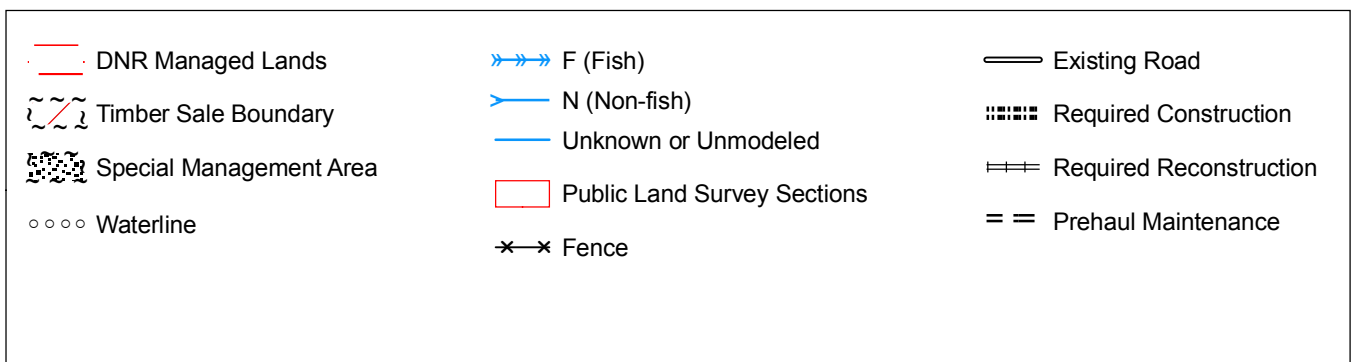 DNR Managed Lands
Timber Sale Boundary
Special Management Area
Waterline
F (Fish)
N (Non-fish)
Unknown or Unmodeled
Public Land Survey Sections
Fence
Existing Road
Required Construction
Required Reconstruction
Prehaul Maintenance